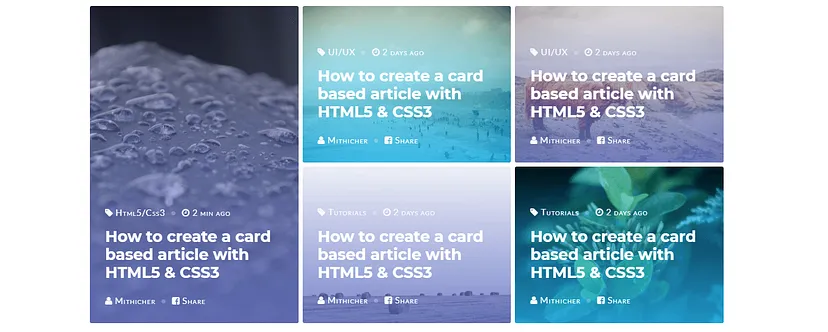 UI/UX 2 days ago
How to create a card
based article with
HTML5 & CSS3
Mithicher Share
UI/UX 2 days ago
How to create a card
based article with
HTML5 & CSS3
Mithicher Share
Html5/Css3 2 min ago
How to create a card
based article with
HTML5 & CSS3
Mithicher Share
Tutorials 2 days ago
How to create a card
based article with
HTML5 & CSS3
Mithicher Share
Tutorials 2 days ago
How to create a card
based article with
HTML5 & CSS3
Mithicher Share